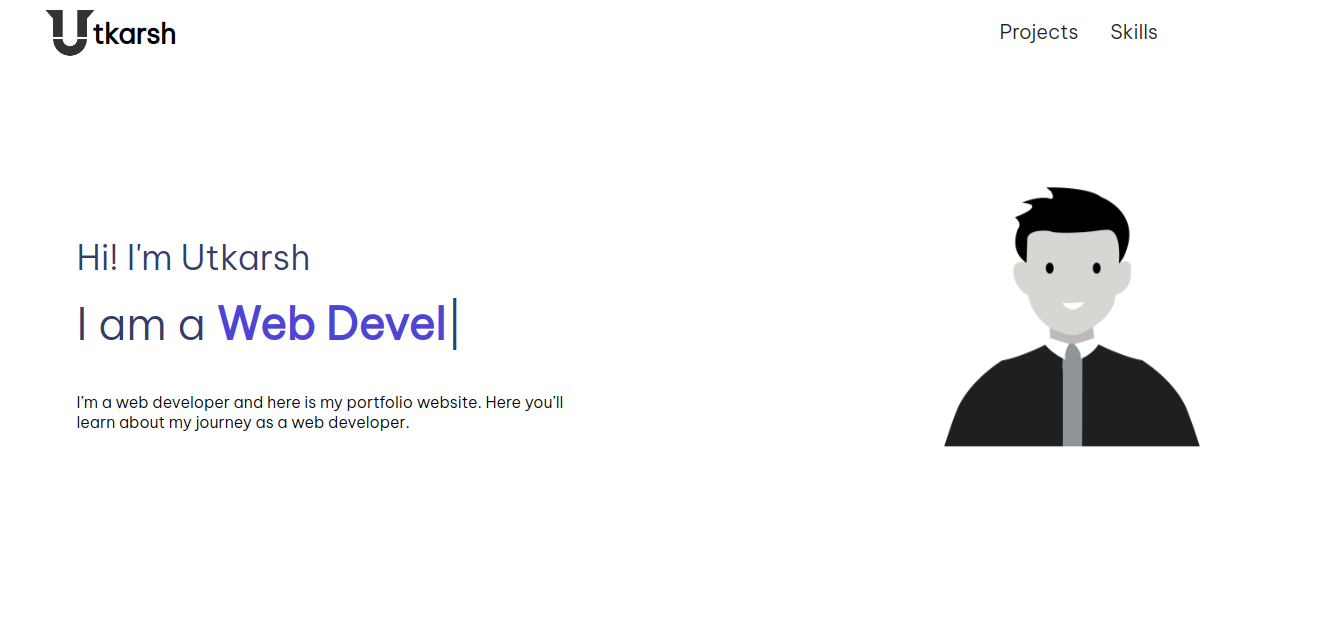 Utkarsh
Projects Skills
Hi! I'm Utkarsh
I am a Web Devel
I'm a web developer and here is my portfolio website. Here you'll
learn about my journey as a web developer.